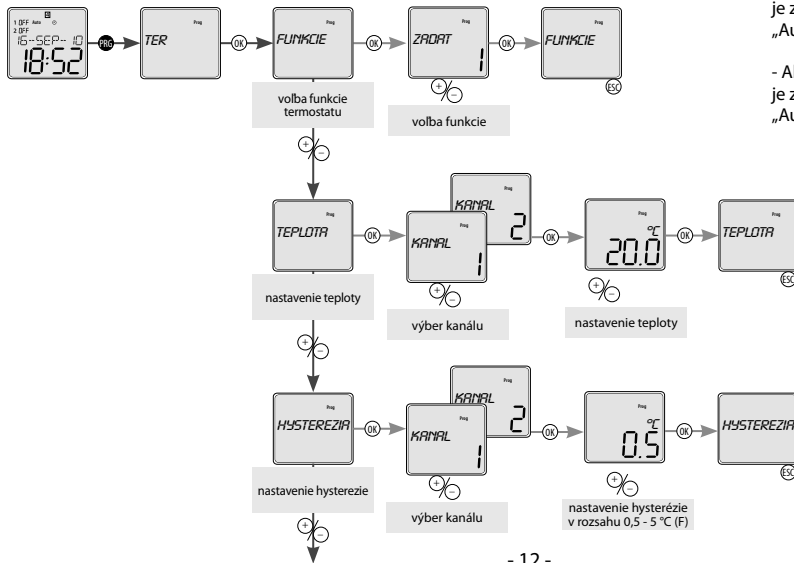 1 OFF Auto
2 OFF
16-SEP-10
18:52
PRG
Prog
TER
OK
Prog
FUNKCIE
OK
Prog
ZADAT
1
OK
Prog
FUNKCIE
ESC
voľba funkcie
termostatu
+ −
voľba funkcie
+ −
je z
„Au
- Al
je z
„Au
Prog
TEPLOTA
OK
Prog
KANAL
1
Prog
KANAL
2
OK
Prog
°C
20.0
OK
Prog
TEPLOTA
ESC
nastavenie teploty
+ −
výber kanálu
+ −
nastavenie teploty
+ −
Prog
HYSTEREZIA
OK
Prog
KANAL
1
Prog
KANAL
2
OK
Prog
°C
0.5
OK
Prog
HYSTEREZIA
ESC
nastavenie hysterezie
+ −
výber kanálu
+ −
nastavenie hysterézie
v rozsahu 0,5 - 5 °C (F)
+ −
- 12 -